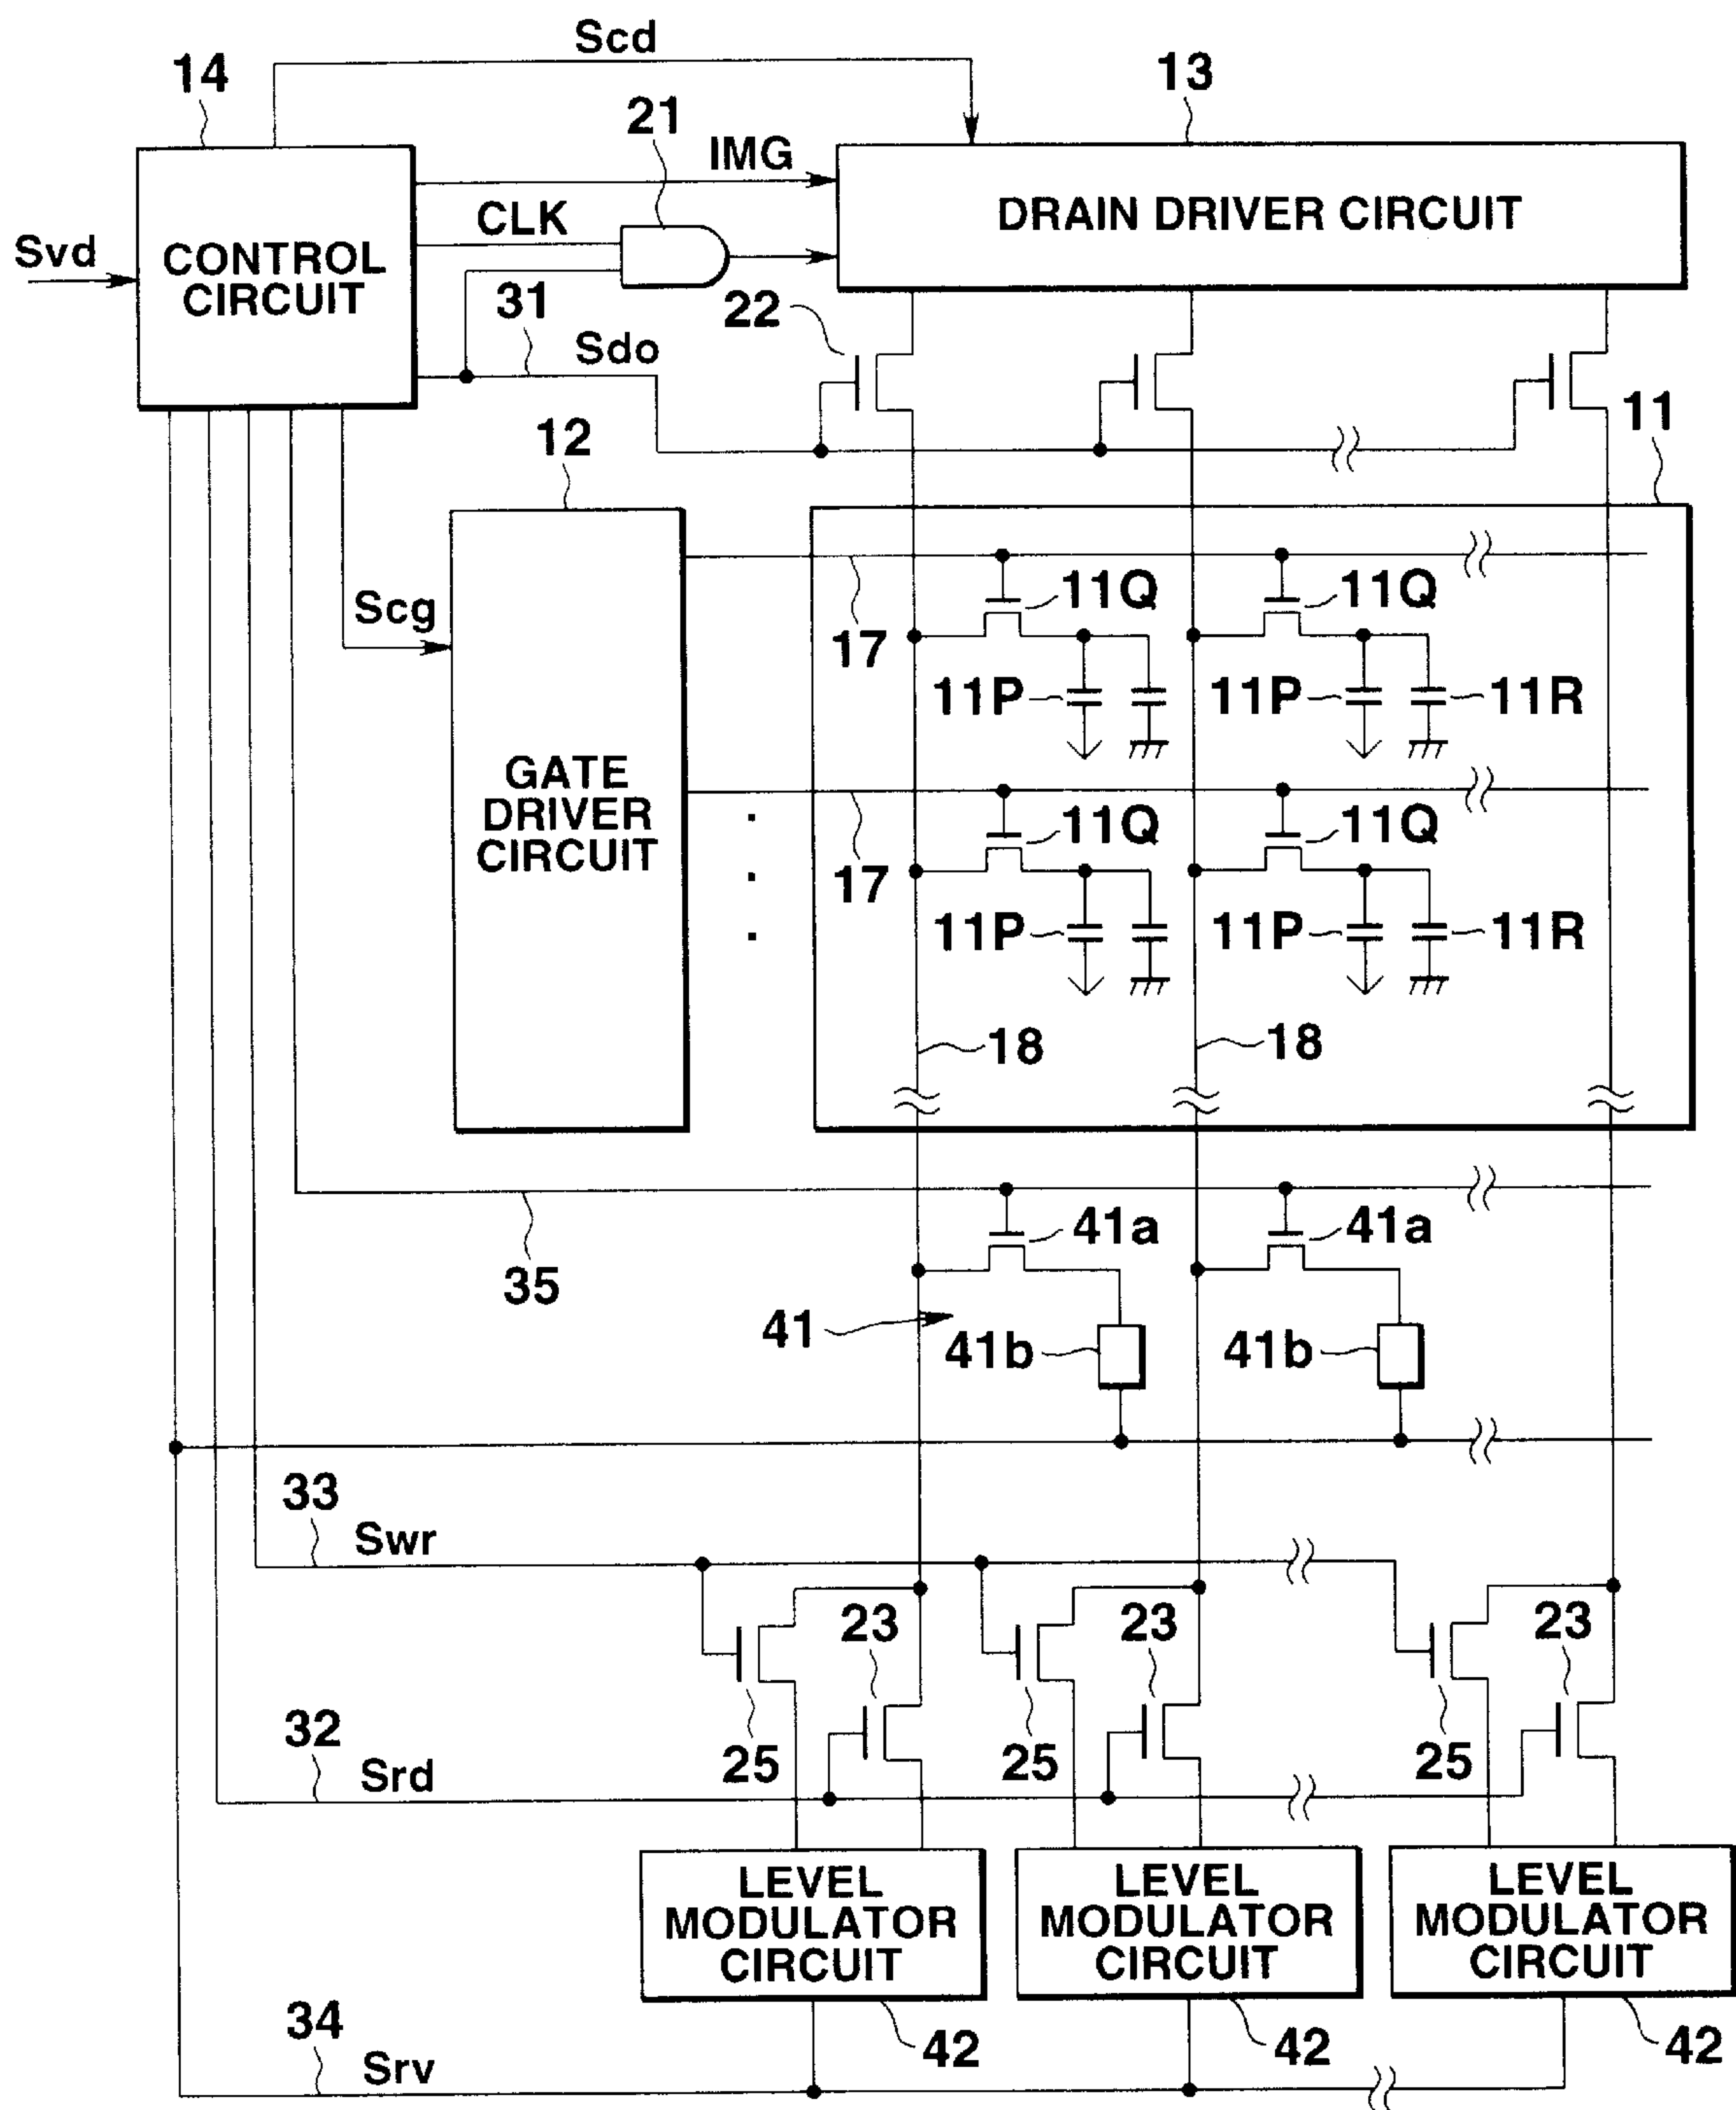 Scd
14
13
21
IMG
DRAIN DRIVER CIRCUIT
CLK
Svd
CONTROL
CIRCUIT
31
22
Sdo
11
12
Scg
11Q
11Q
17
11P
11P
11R
GATE
DRIVER
CIRCUIT
11Q
11Q
17
11P
11P
11R
18
18
41a
41a
35
41
41b
41b
33
Swr
23
23
23
25
25
25
32
Srd
LEVEL
MODULATOR
CIRCUIT
LEVEL
MODULATOR
CIRCUIT
LEVEL
MODULATOR
CIRCUIT
34
42
42
42
Srv